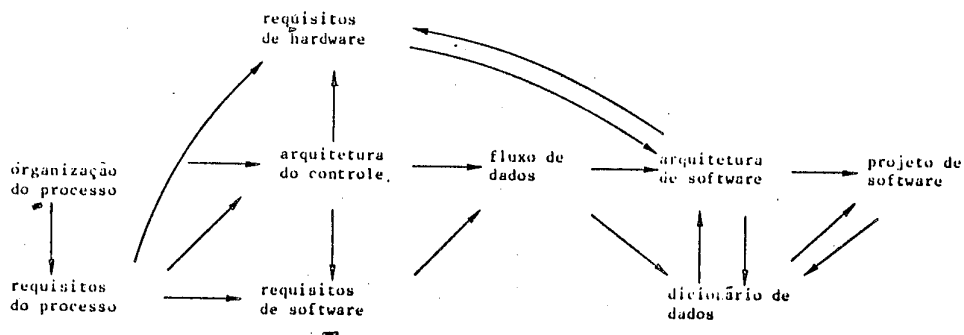 requisitos
de hardware
organização
do processo
arquitetura
do controle.
fluxo de
dados
arquitetura
de software
projeto de
software
requisitos
do processo
requisitos
de software
dicionário de
dados